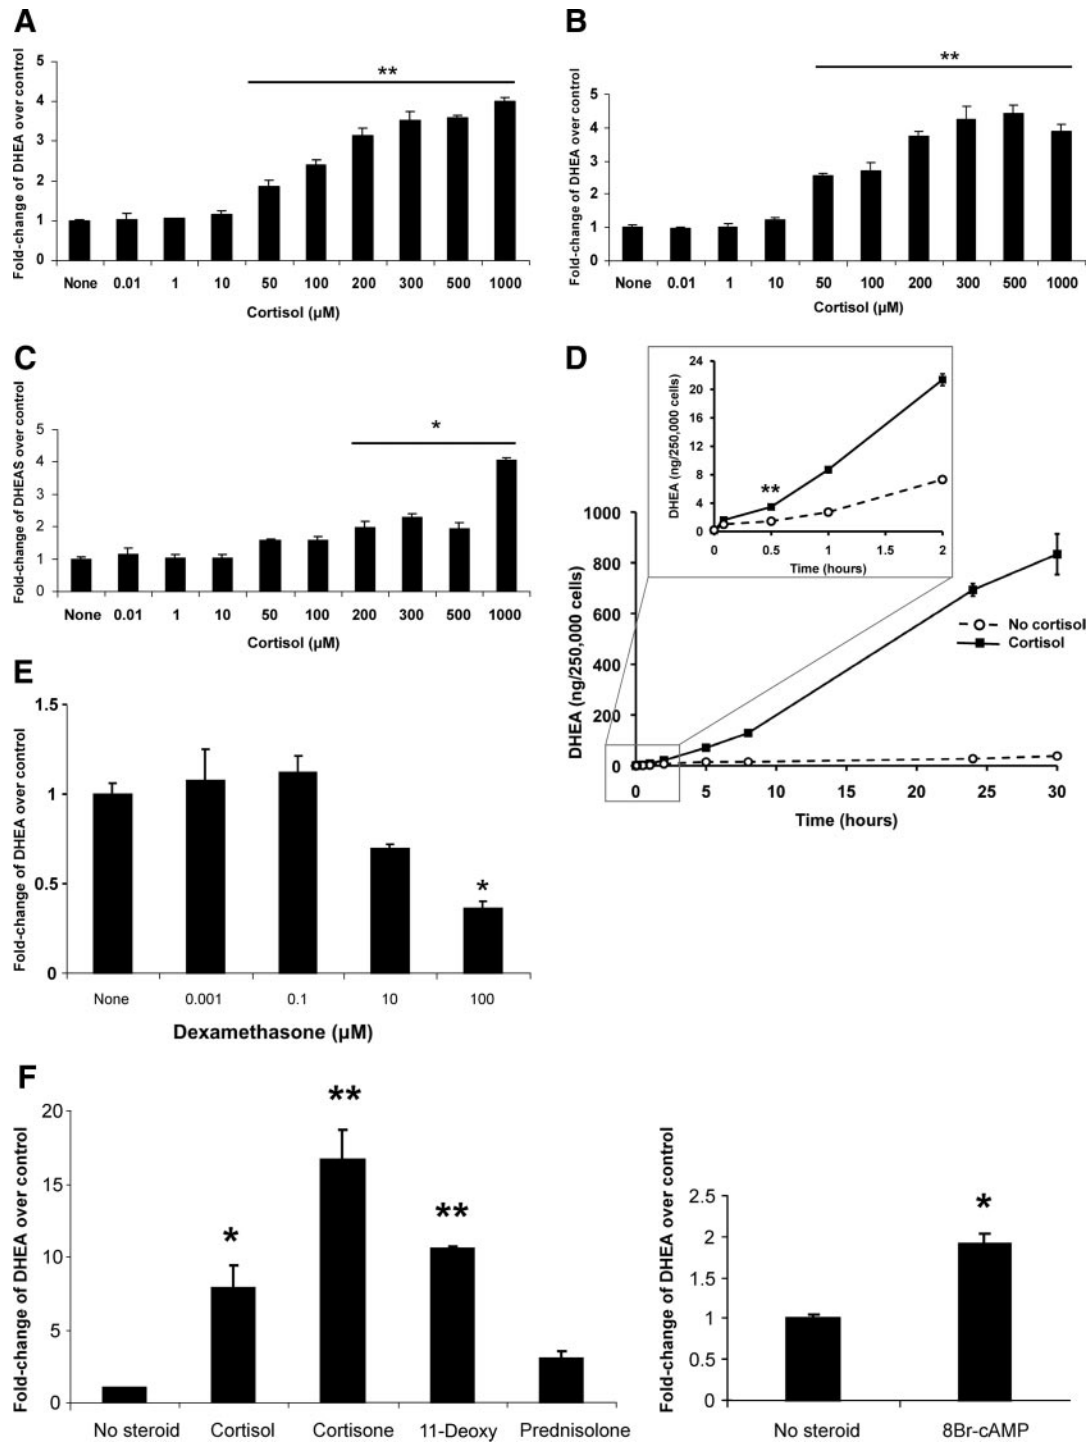 A
Fold-change of DHEA over control
5
4
3
2
1
0
**
None 0.01 1 10 50 100 200 300 500 1000
Cortisol (µM)
B
Fold-change of DHEA over control
5
4
3
2
1
0
**
None 0.01 1 10 50 100 200 300 500 1000
Cortisol (µM)
C
Fold-change of DHEAS over control
5
4
3
2
1
0
*
None 0.01 1 10 50 100 200 300 500 1000
Cortisol (µM)
D
DHEA (ng/250,000 cells)
24
20
16
12
8
4
0
**
0 0.5 1 1.5 2
Time (hours)
DHEA (ng/250,000 cells)
1000
800
600
400
200
0
No cortisol
Cortisol
0 5 10 15 20 25 30
Time (hours)
E
Fold-change of DHEA over control
1.5
1
0.5
0
*
None 0.001 0.1 10 100
Dexamethasone (µM)
F
Fold-change of DHEA over control
20
15
10
5
0
*
**
**
No steroid Cortisol Cortisone 11-Deoxy Prednisolone
Fold-change of DHEA over control
2.5
2
1.5
1
0.5
0
*
No steroid 8Br-cAMP